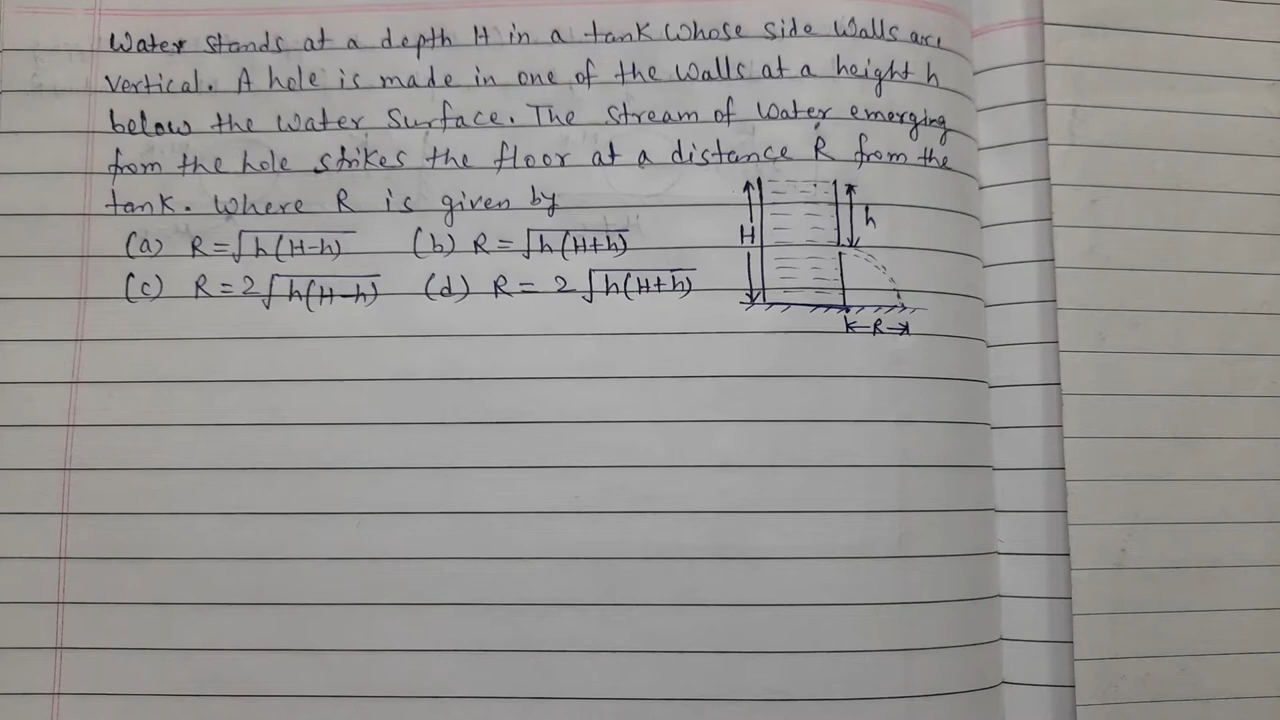 Water stands at a depth H in a tank whose side walls are
vertical. A hole is made in one of the walls at a height h
below the water surface. The stream of water emerging
from the hole strikes the floor at a distance R from the
tank. Where R is given by
(a) R=√h(H-h) (b) R=√h(H+h)
(c) R=2√h(H-h) (d) R= 2√h(H+h)
H
h
R